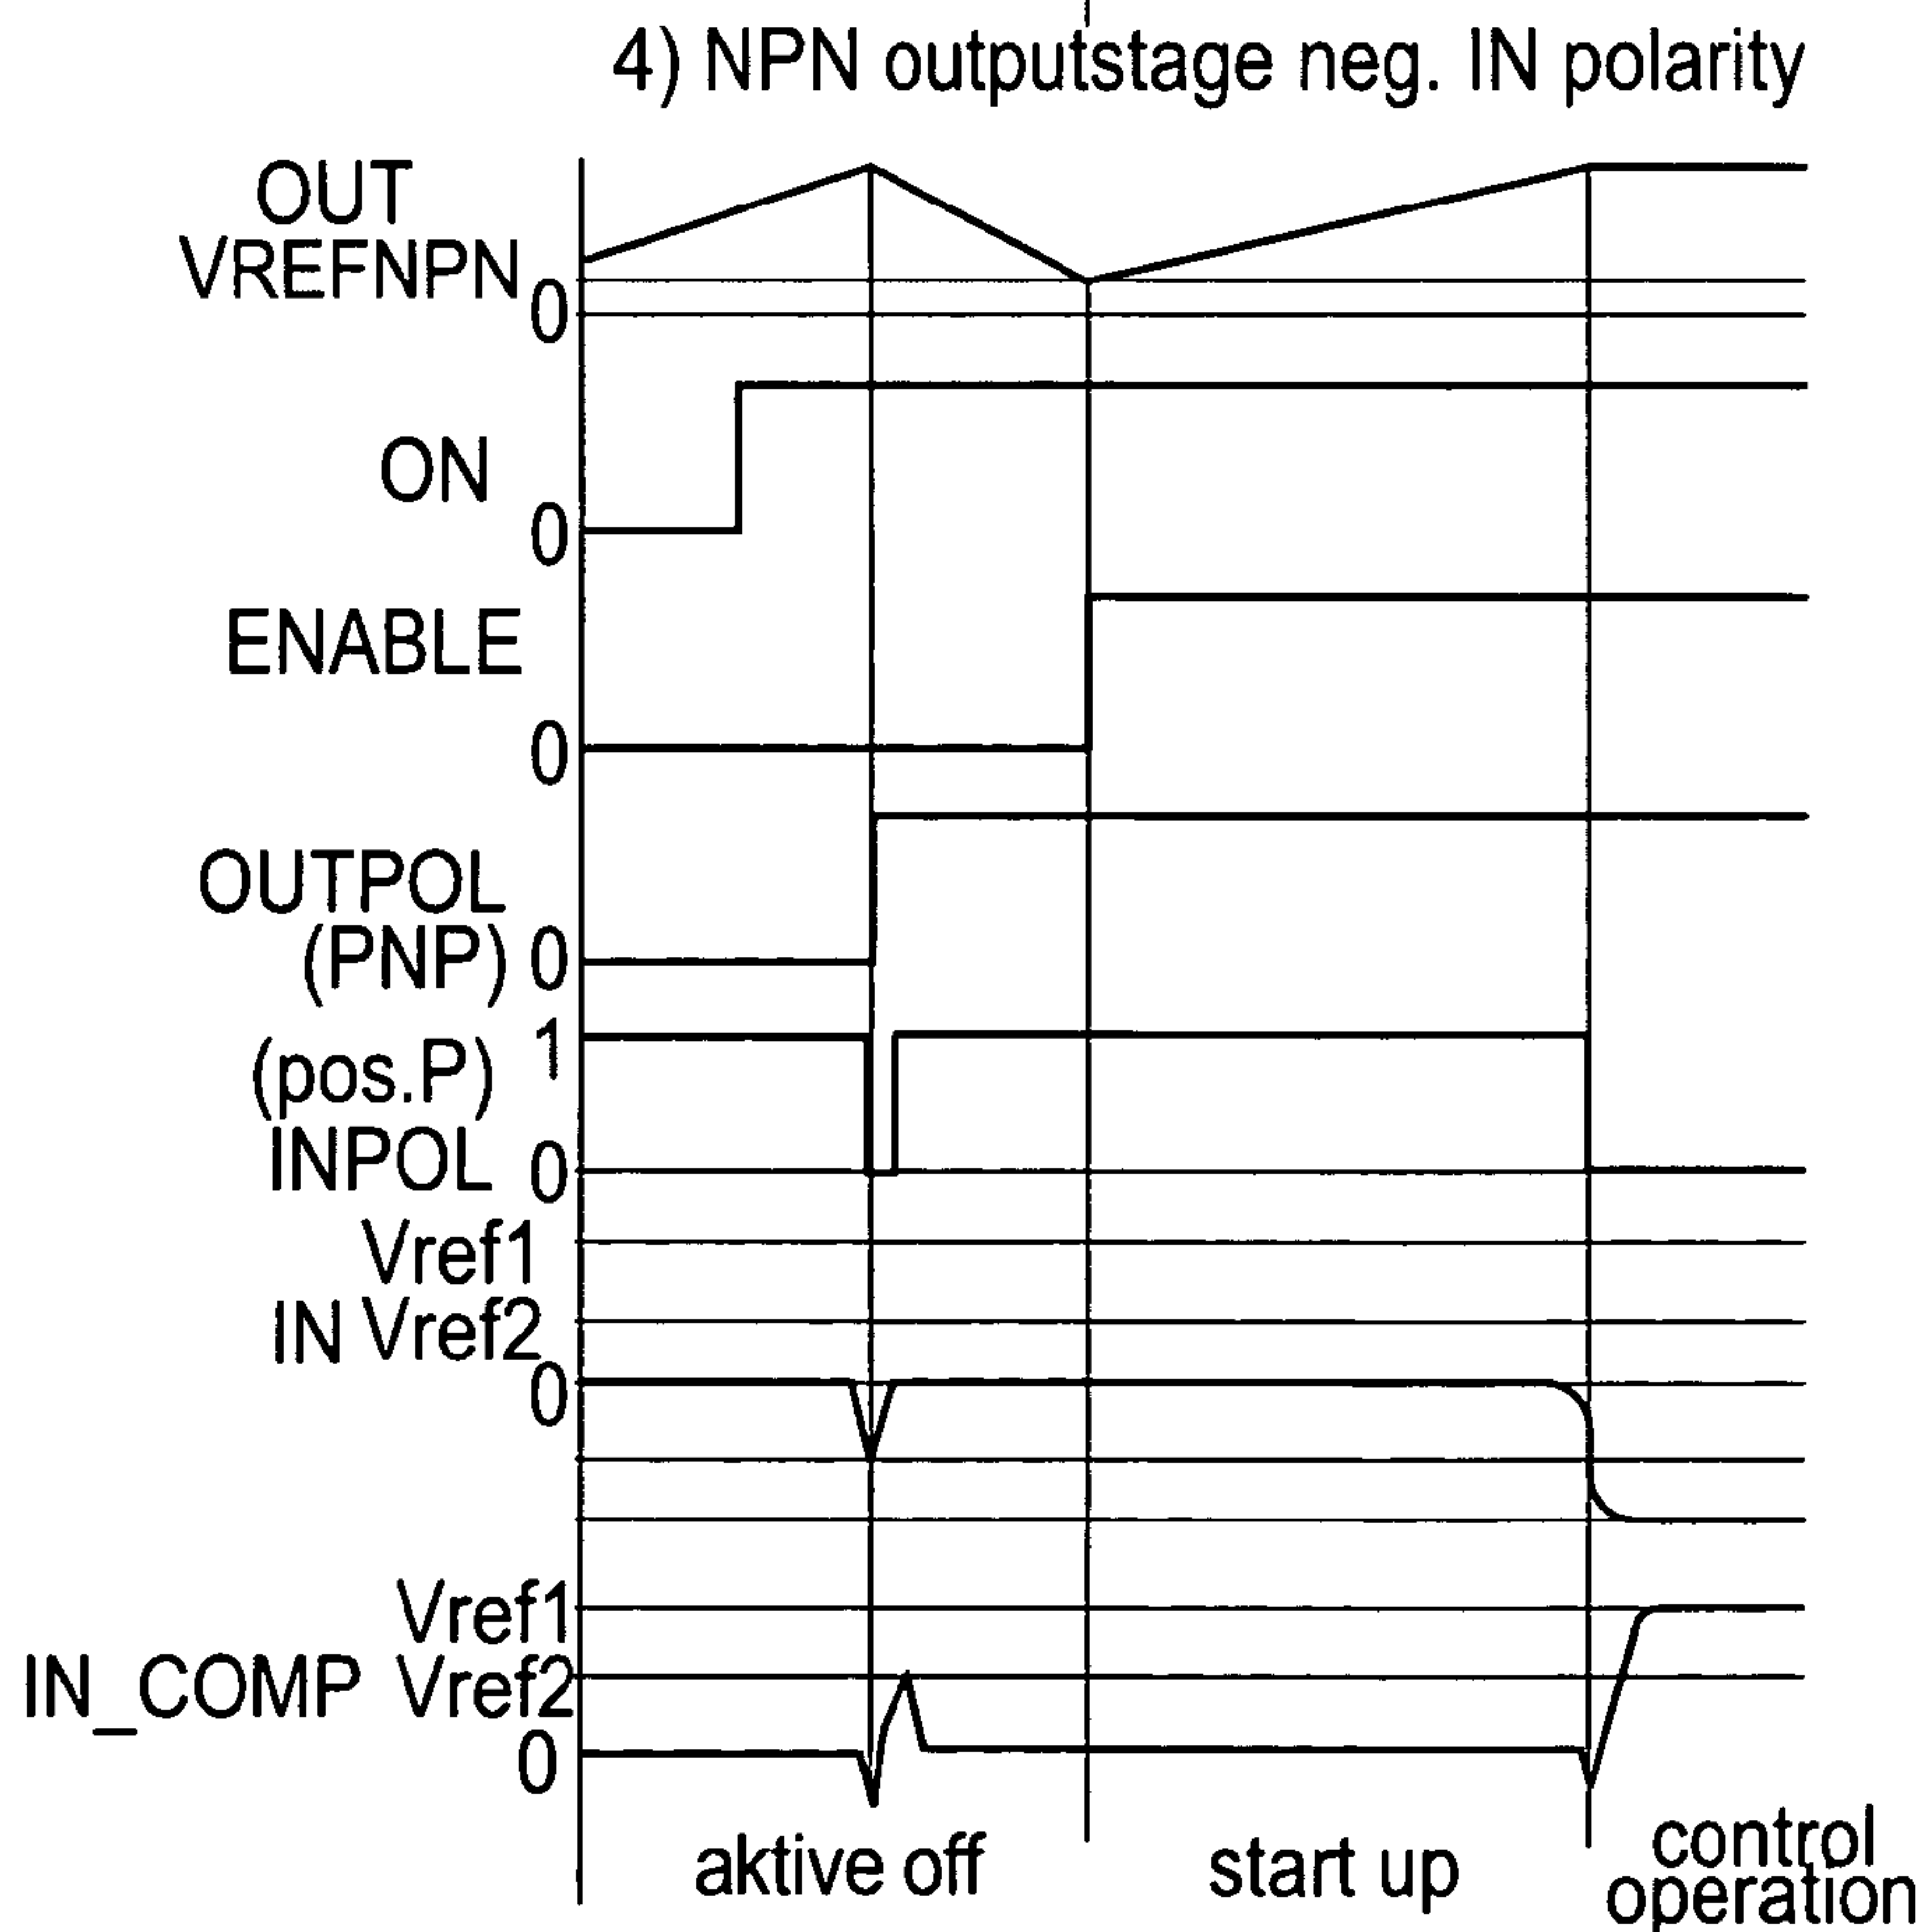 4) NPN outputstage neg. IN polarity
OUT
VREFNPN
0
ON
0
ENABLE
0
OUTPOL
(PNP) 0
1
(pos.P)
INPOL 0
Vref1
IN Vref2
0
Vref1
IN_COMP Vref2
0
aktive off
start up
control
operation